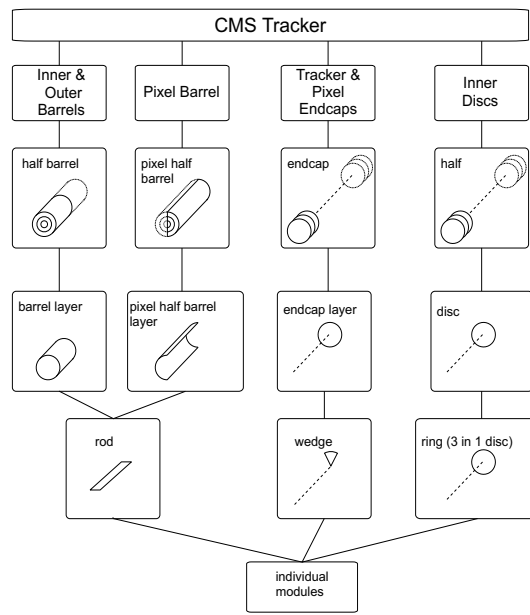 CMS Tracker
Inner &
Outer
Barrels
Pixel Barrel
Tracker &
Pixel
Endcaps
Inner
Discs
half barrel
pixel half
barrel
endcap
half
barrel layer
pixel half barrel
layer
endcap layer
disc
rod
wedge
ring (3 in 1 disc)
individual
modules